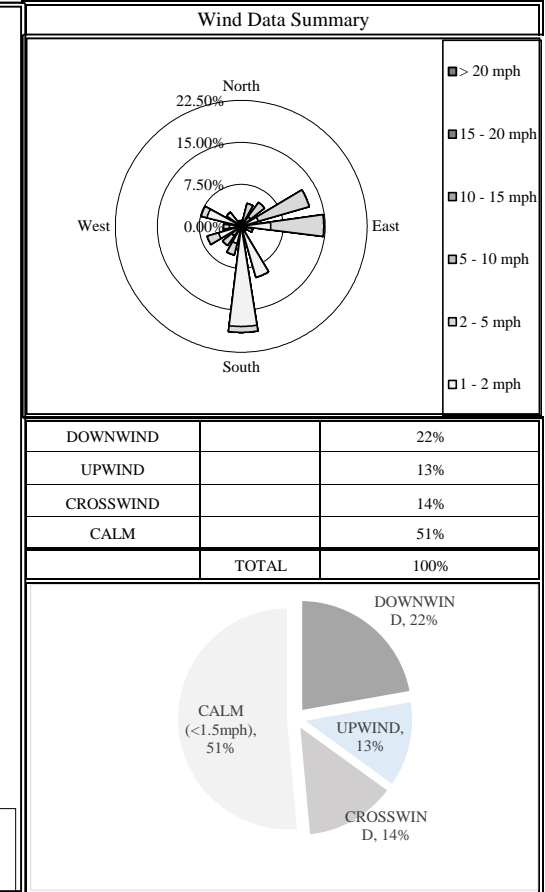 Wind Data Summary
North
22.50%
15.00%
7.50%
West
0.00%
East
South
> 20 mph
15 - 20 mph
10 - 15 mph
5 - 10 mph
2 - 5 mph
1 - 2 mph
DOWNWIND 22%
UPWIND 13%
CROSSWIND 14%
CALM 51%
TOTAL 100%
DOWNWIN
D, 22%
CALM
(<1.5mph),
51%
UPWIND,
13%
CROSSWIN
D, 14%